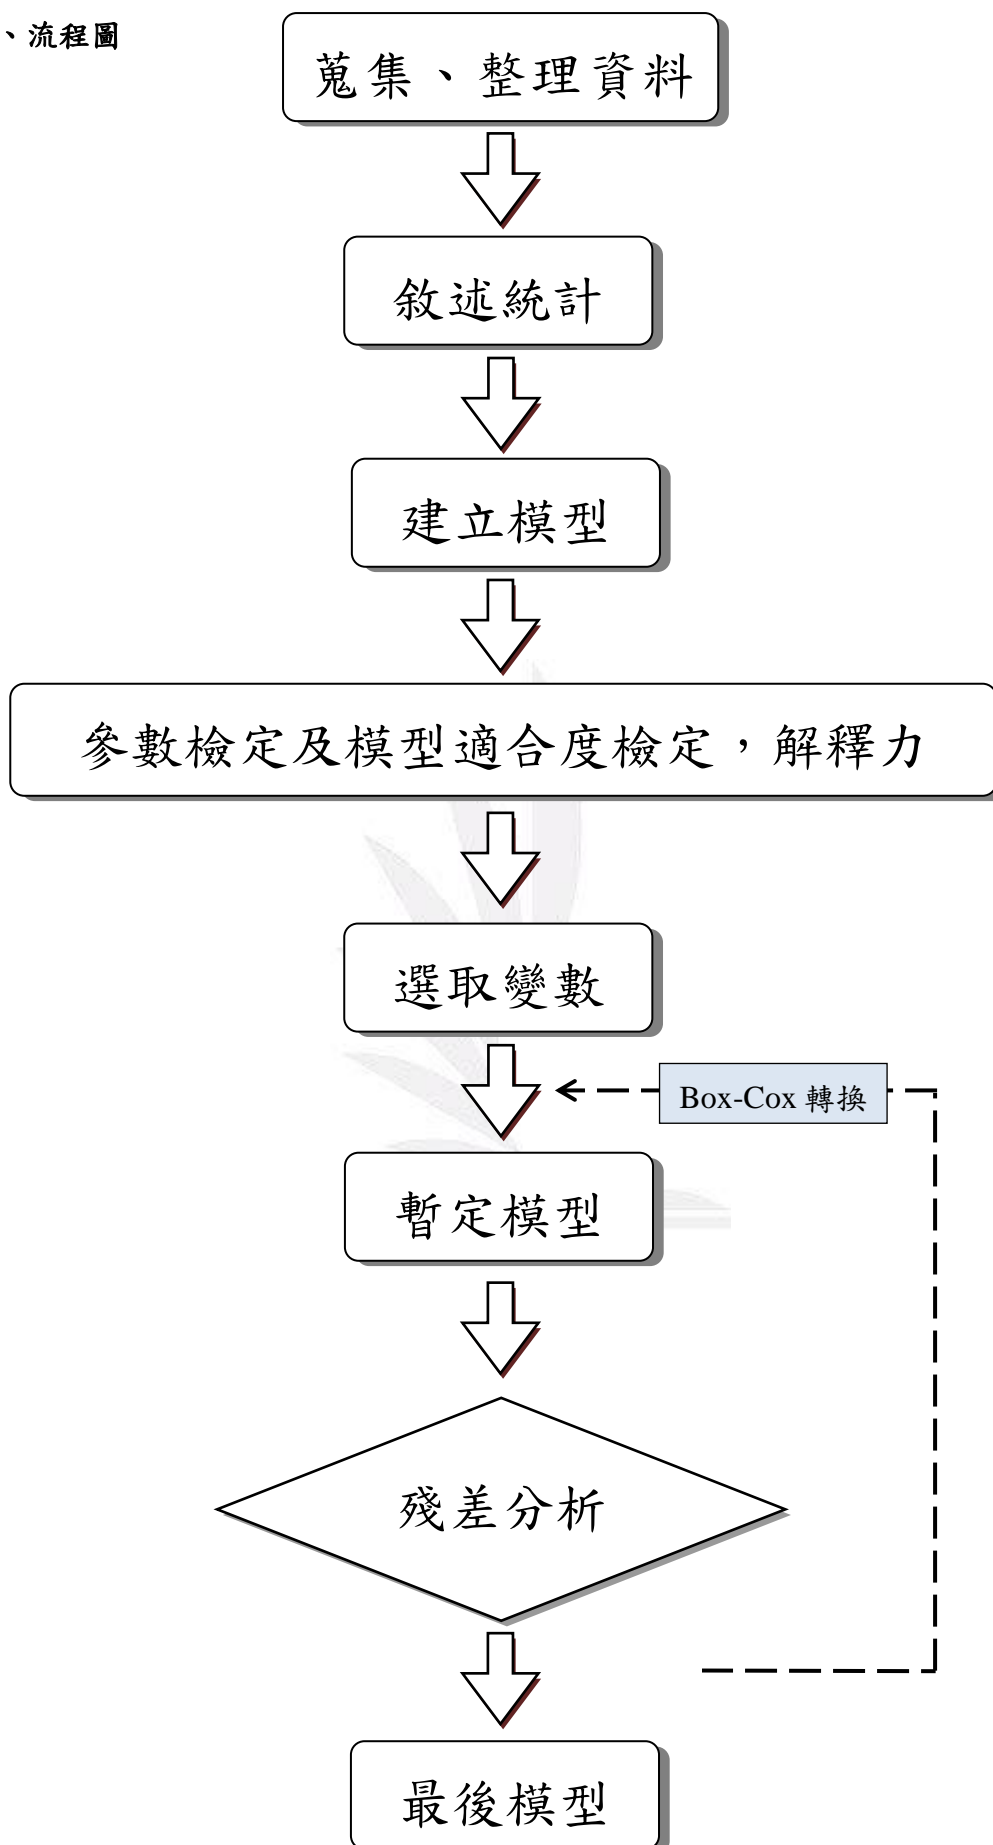 、流程圖
蒐集、整理資料
敘述統計
建立模型
參數檢定及模型適合度檢定，解釋力
選取變數
Box-Cox 轉換
暫定模型
殘差分析
最後模型